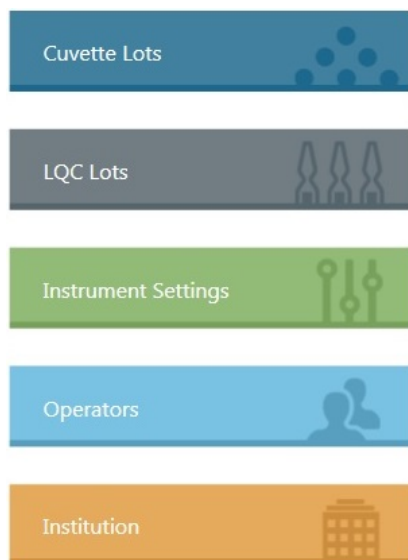 Cuvette Lots
LQC Lots
Instrument Settings
Operators
Institution